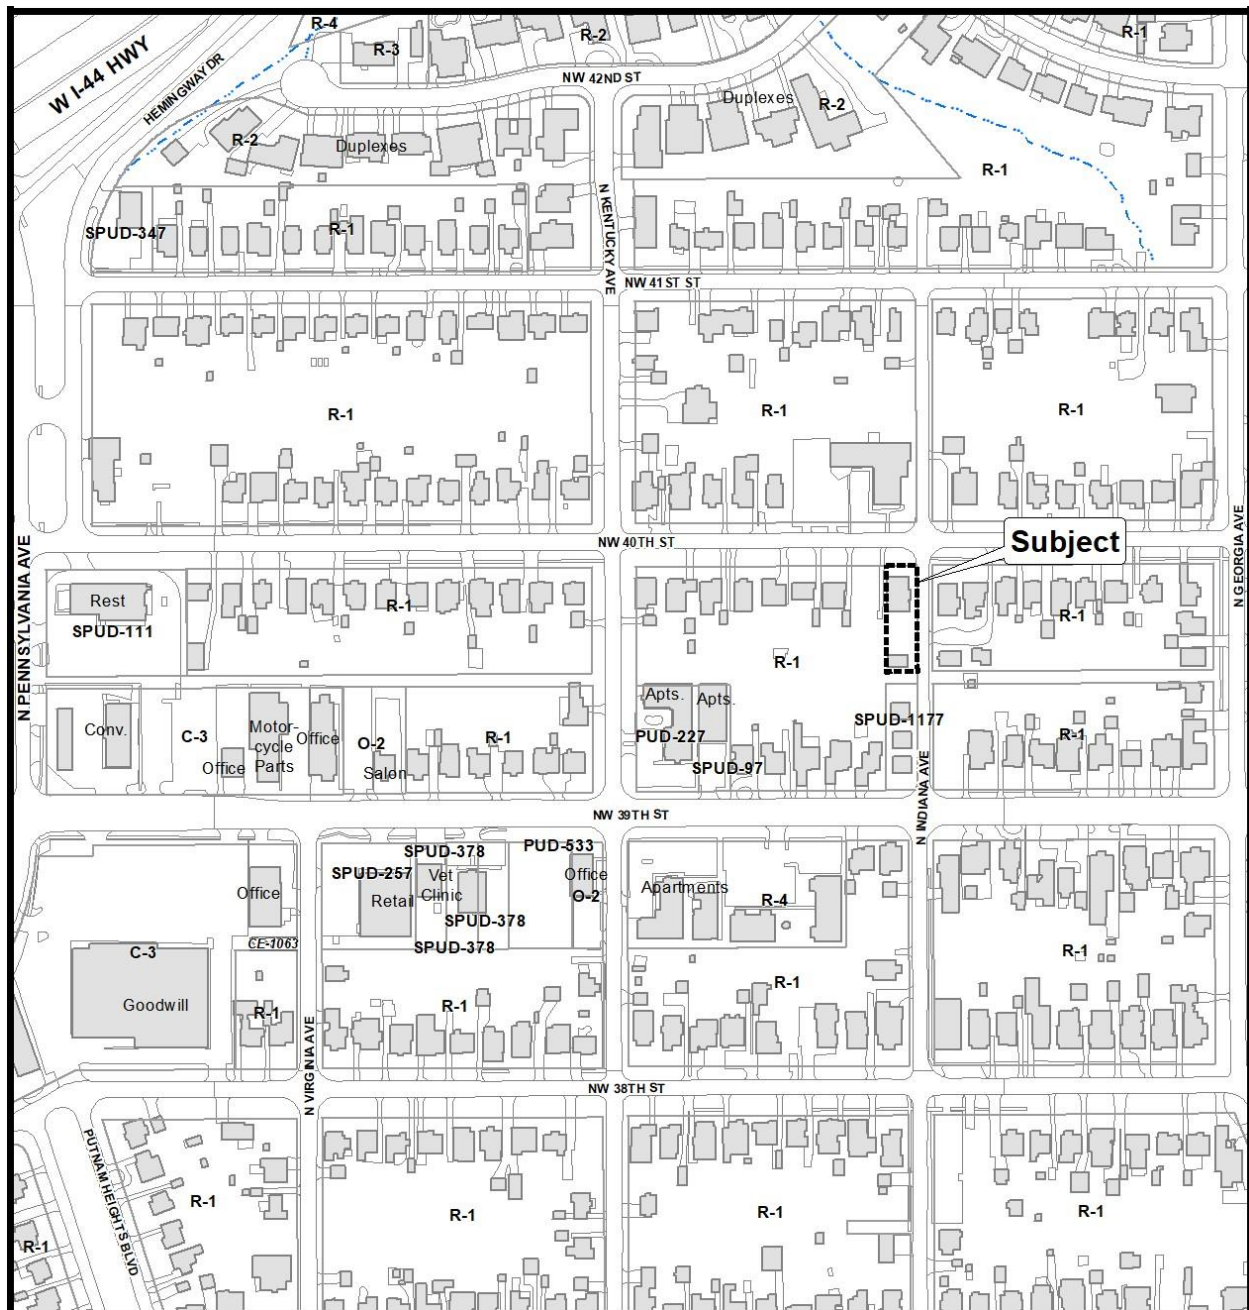 R-4
R-3
R-2
R-1
W I-44 HWY
HEMINGWAY DR
NW 42ND ST
Duplexes
R-2
R-2
Duplexes
R-1
SPUD-347
R-1
N KENTUCKY AVE
NW 41ST ST
R-1
R-1
R-1
N PENNSYLVANIA AVE
NW 40TH ST
Subject
N GEORGIA AVE
Rest
SPUD-111
R-1
R-1
R-1
Apts.
Apts.
SPUD-1177
Conv.
C-3
Motor-
cycle
Parts
Office
Office
O-2
Salon
R-1
PUD-227
SPUD-97
R-1
N INDIANA AVE
NW 39TH ST
SPUD-378
PUD-533
SPUD-257
Vet
Clinic
Retail
Office
O-2
Office
Apartments
R-4
SPUD-378
SPUD-378
CE-1063
C-3
Goodwill
R-1
R-1
R-1
R-1
N VIRGINIA AVE
NW 38TH ST
PUTNAM HEIGHTS BLVD
R-1
R-1
R-1
R-1
R-1